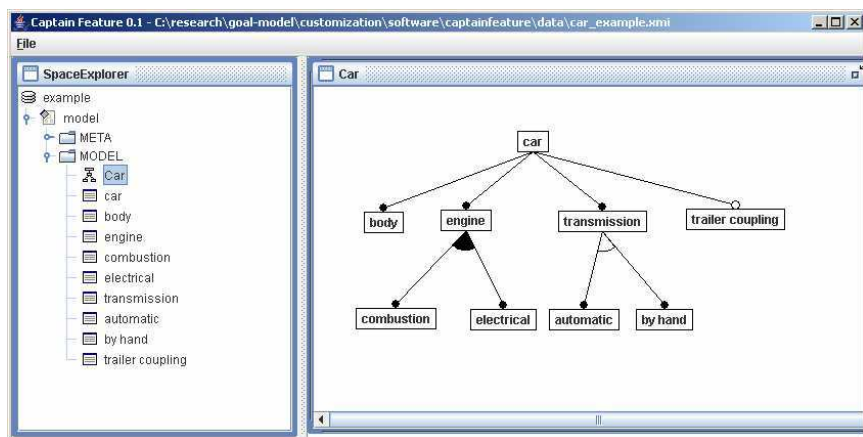 Captain Feature 0.1 - C:\research\goal-model\customization\software\captainfeature\data\car_example.xmi
File
SpaceExplorer
example
model
META
MODEL
Car
car
body
engine
combustion
electrical
transmission
automatic
by hand
trailer coupling
Car
car
body
engine
transmission
trailer coupling
combustion
electrical
automatic
by hand